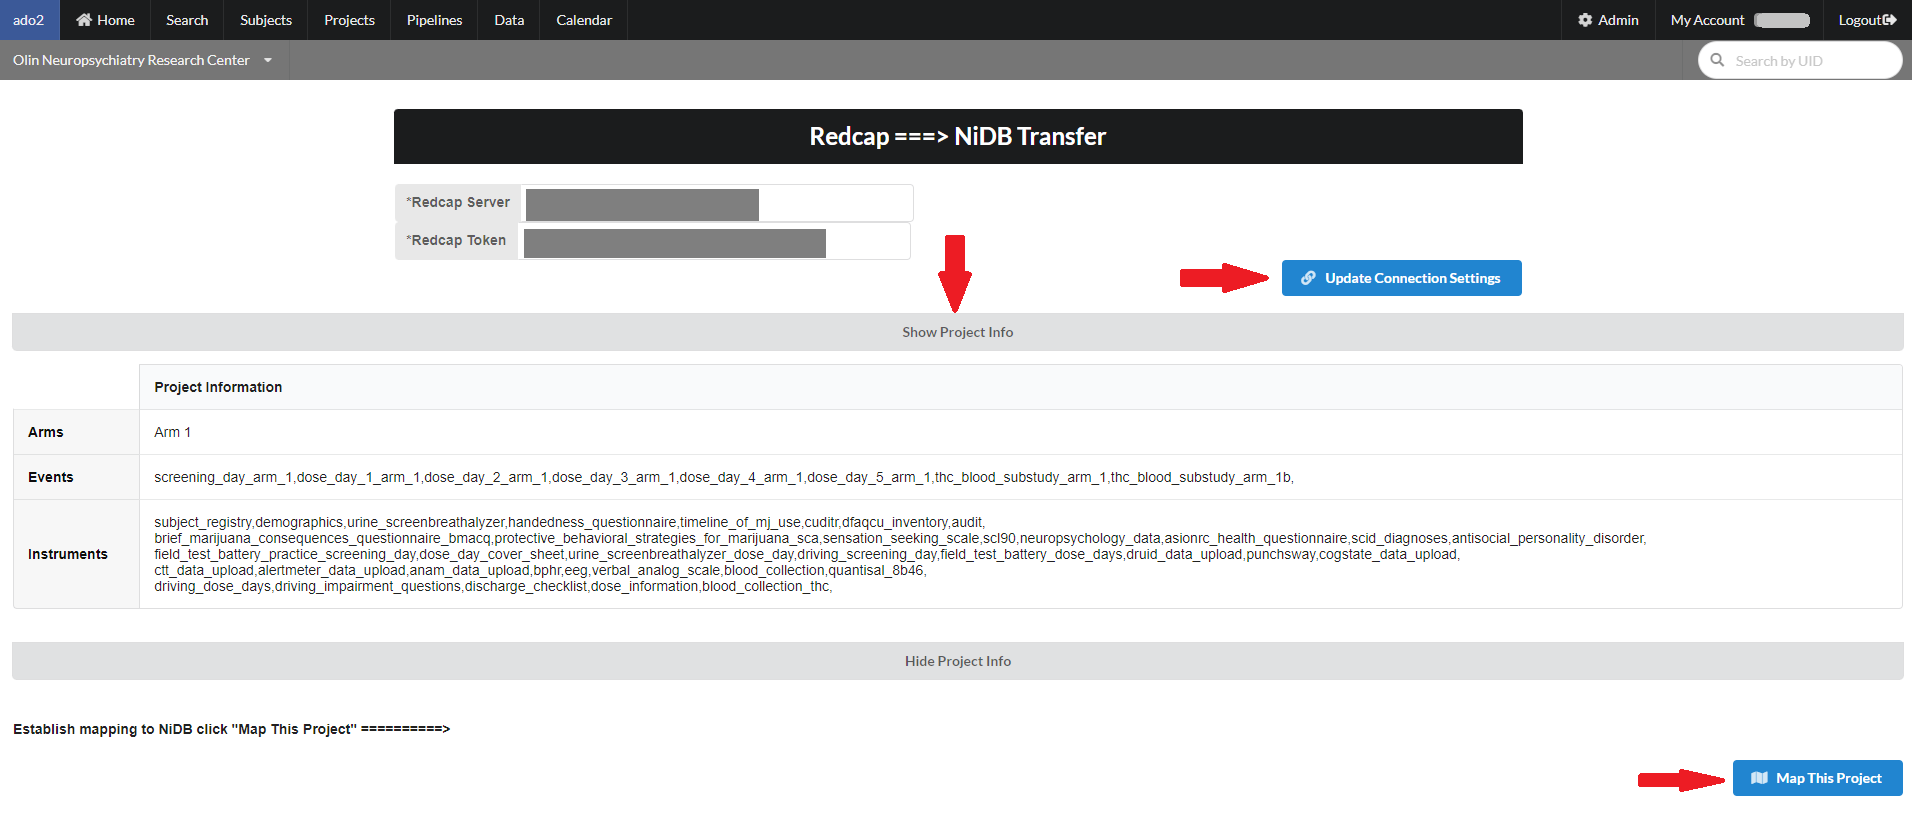 ado2 Home Search Subjects Projects Pipelines Data Calendar Admin My Account Logout
Olin Neuropsychiatry Research Center Search by UID
Redcap ===> NiDB Transfer
*Redcap Server
*Redcap Token
Update Connection Settings
Show Project Info
Project Information
Arms Arm 1
Events screening_day_arm_1,dose_day_1_arm_1,dose_day_2_arm_1,dose_day_3_arm_1,dose_day_4_arm_1,dose_day_5_arm_1,thc_blood_substudy_arm_1,thc_blood_substudy_arm_1b,
subject_registry,demographics,urine_screenbreathalyzer,handedness_questionnaire,timeline_of_mj_use,cuditr,dfaqcu_inventory,audit,
brief_marijuana_consequences_questionnaire_bmacq,protective_behavioral_strategies_for_marijuana_sca,sensation_seeking_scale,scl90,neuropsychology_data,asionrc_health_questionnaire,scid_diagnoses,antisocial_personality_disorder,
Instruments field_test_battery_practice_screening_day,dose_day_cover_sheet,urine_screenbreathalyzer_dose_day,driving_screening_day,field_test_battery_dose_days,druid_data_upload,punchsway,cogstate_data_upload,
ctt_data_upload,alertmeter_data_upload,anam_data_upload,bphr,eeg,verbal_analog_scale,blood_collection,quantisal_8b46,
driving_dose_days,driving_impairment_questions,discharge_checklist,dose_information,blood_collection_thc,
Hide Project Info
Establish mapping to NiDB click "Map This Project" ==========>
Map This Project